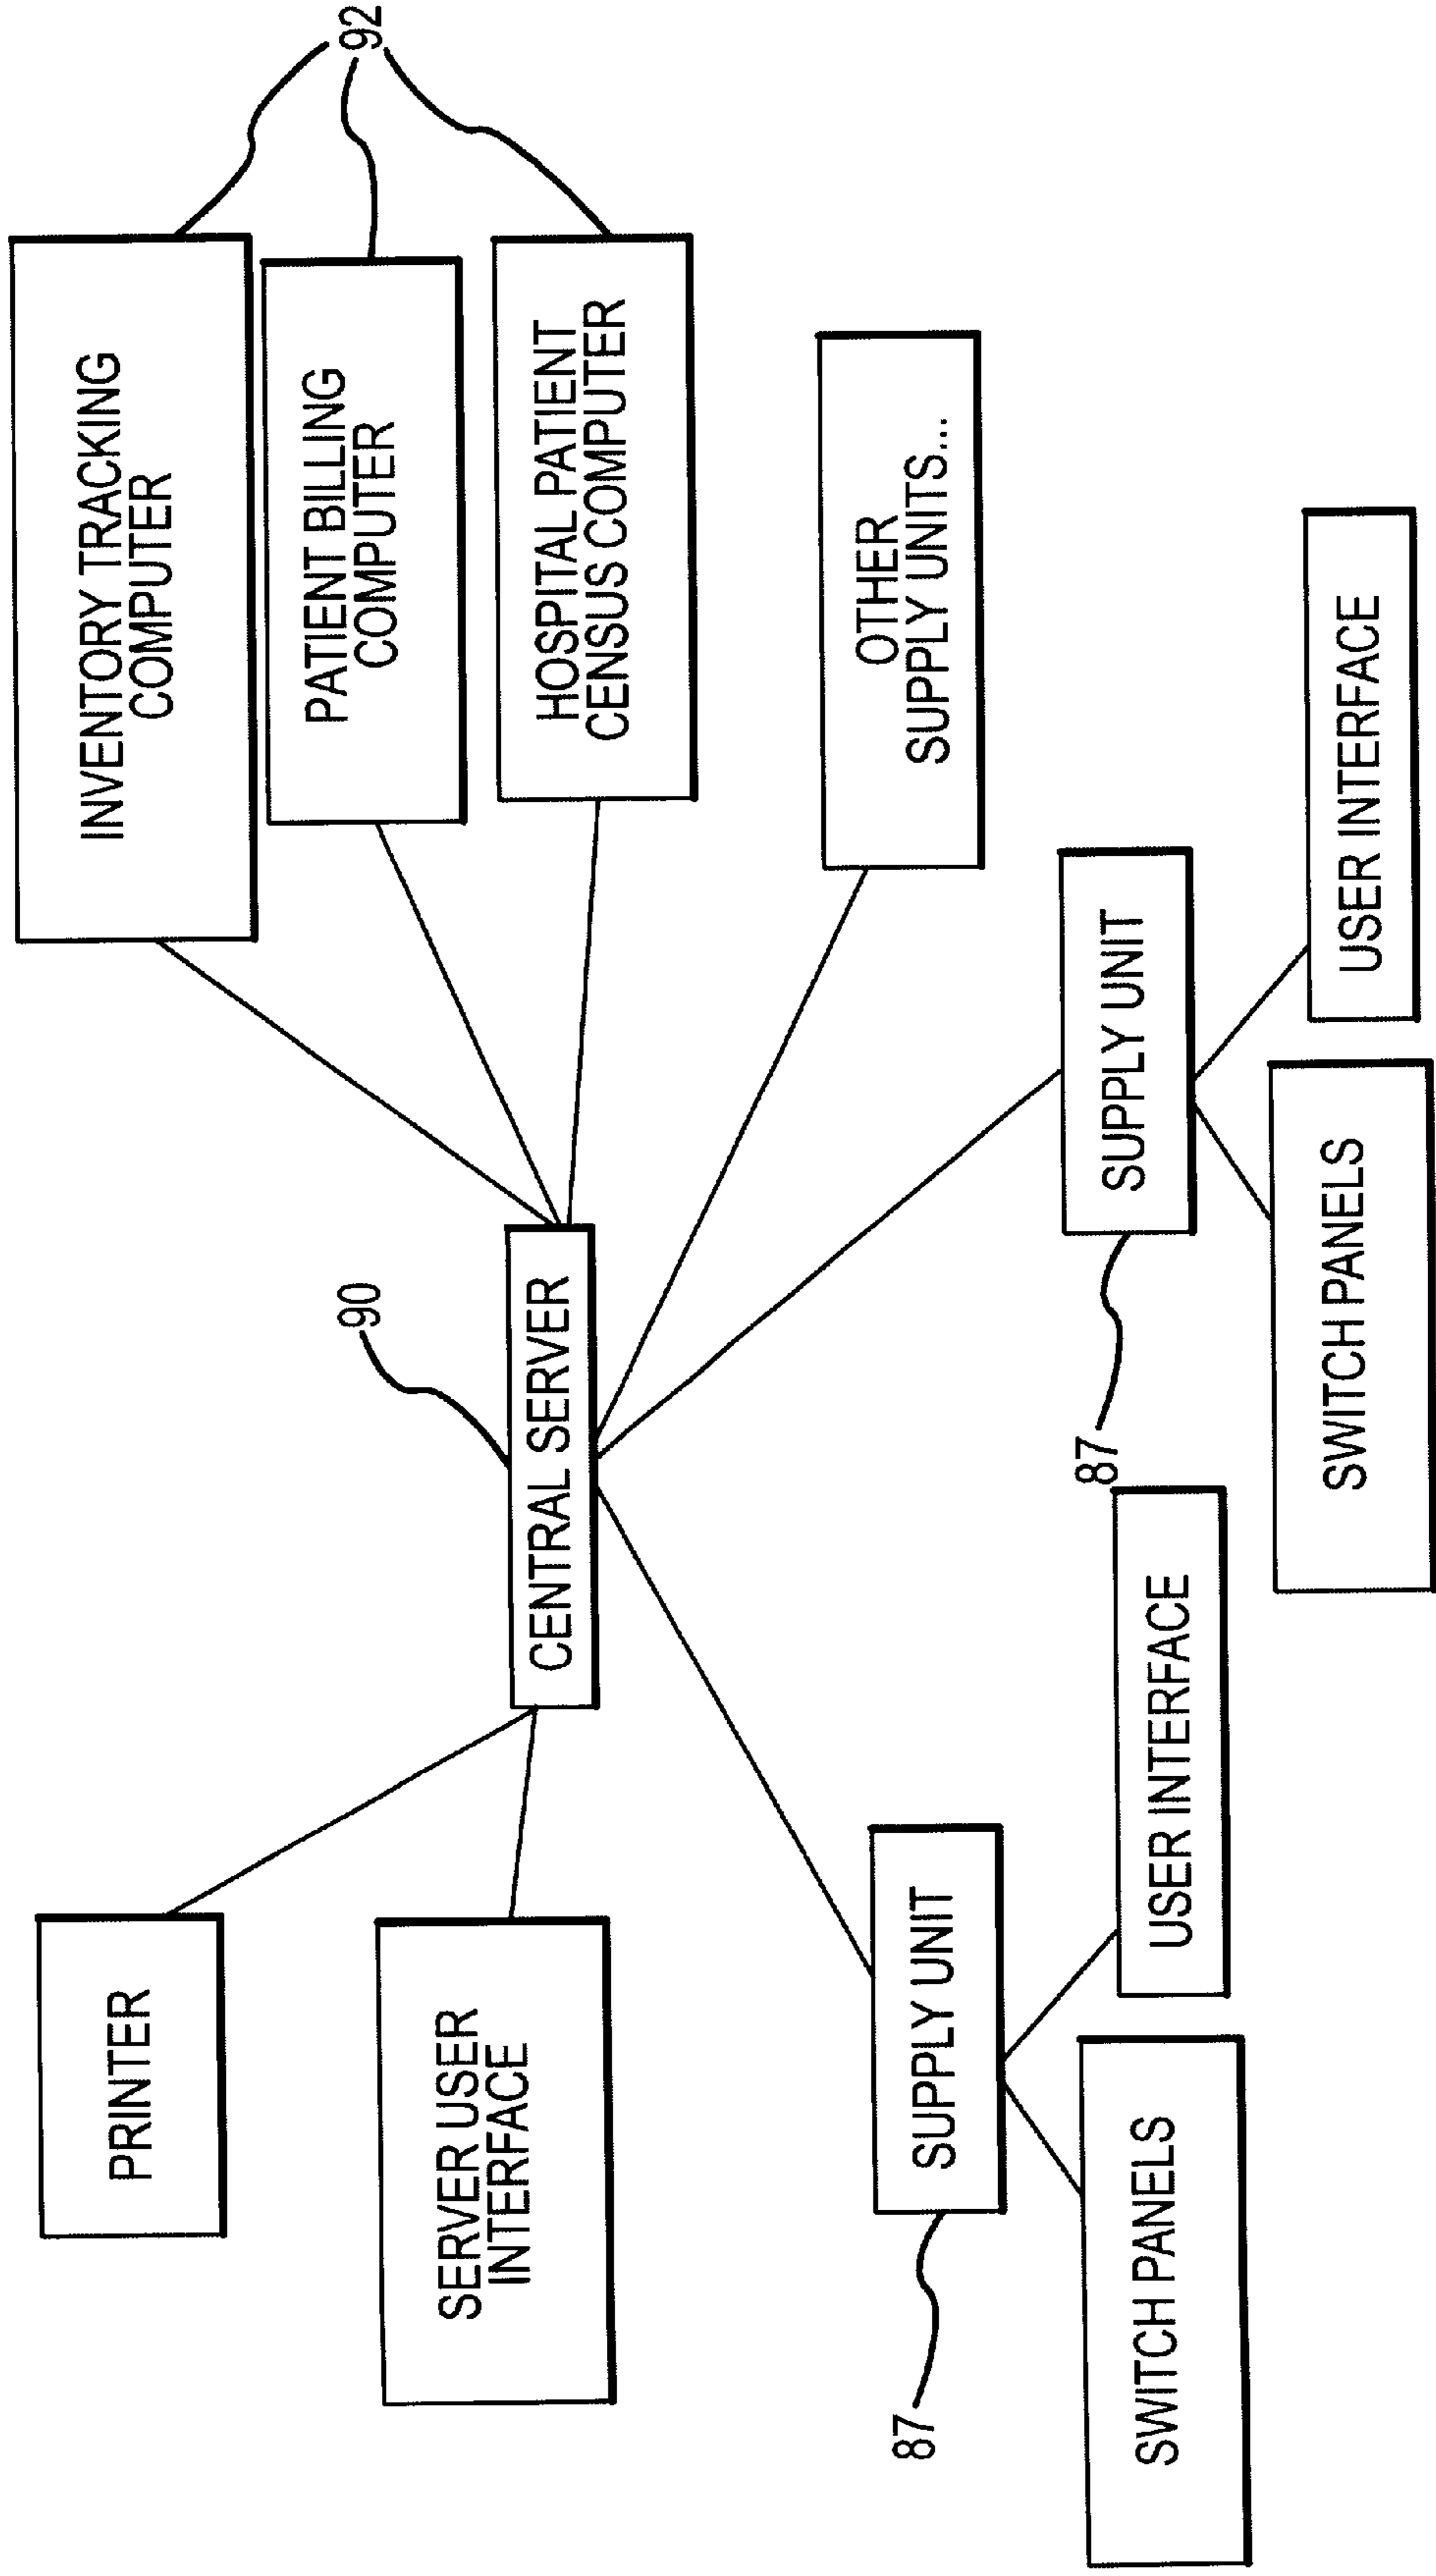 PRINTER
SERVER USER
INTERFACE
90
CENTRAL SERVER
92
INVENTORY TRACKING
COMPUTER
PATIENT BILLING
COMPUTER
HOSPITAL PATIENT
CENSUS COMPUTER
OTHER
SUPPLY UNITS...
87
SUPPLY UNIT
SWITCH PANELS
USER INTERFACE
87
SUPPLY UNIT
SWITCH PANELS
USER INTERFACE